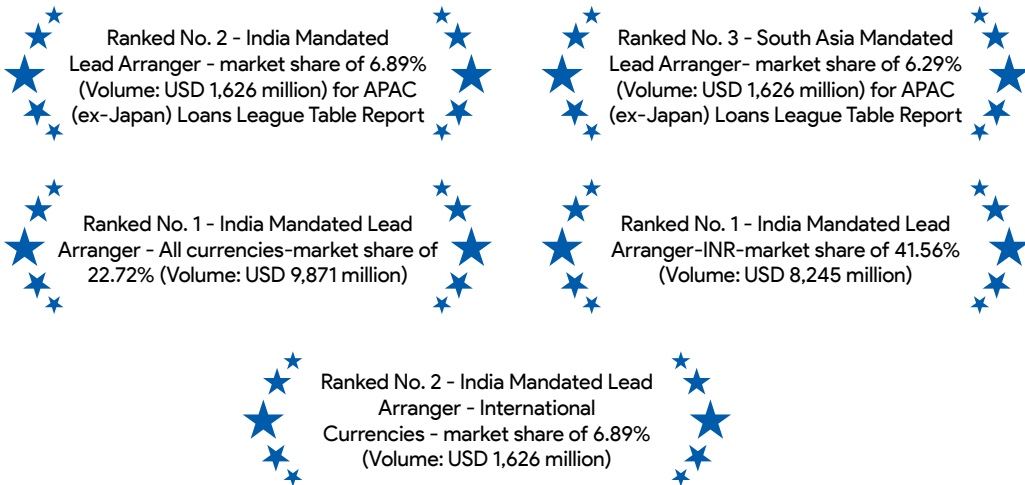 Ranked No. 2 - India Mandated
Lead Arranger - market share of 6.89%
(Volume: USD 1,626 million) for APAC
(ex-Japan) Loans League Table Report
Ranked No. 3 - South Asia Mandated
Lead Arranger- market share of 6.29%
(Volume: USD 1,626 million) for APAC
(ex-Japan) Loans League Table Report
Ranked No. 1 - India Mandated Lead
Arranger - All currencies-market share of
22.72% (Volume: USD 9,871 million)
Ranked No. 1 - India Mandated Lead
Arranger-INR-market share of 41.56%
(Volume: USD 8,245 million)
Ranked No. 2 - India Mandated Lead
Arranger - International
Currencies - market share of 6.89%
(Volume: USD 1,626 million)